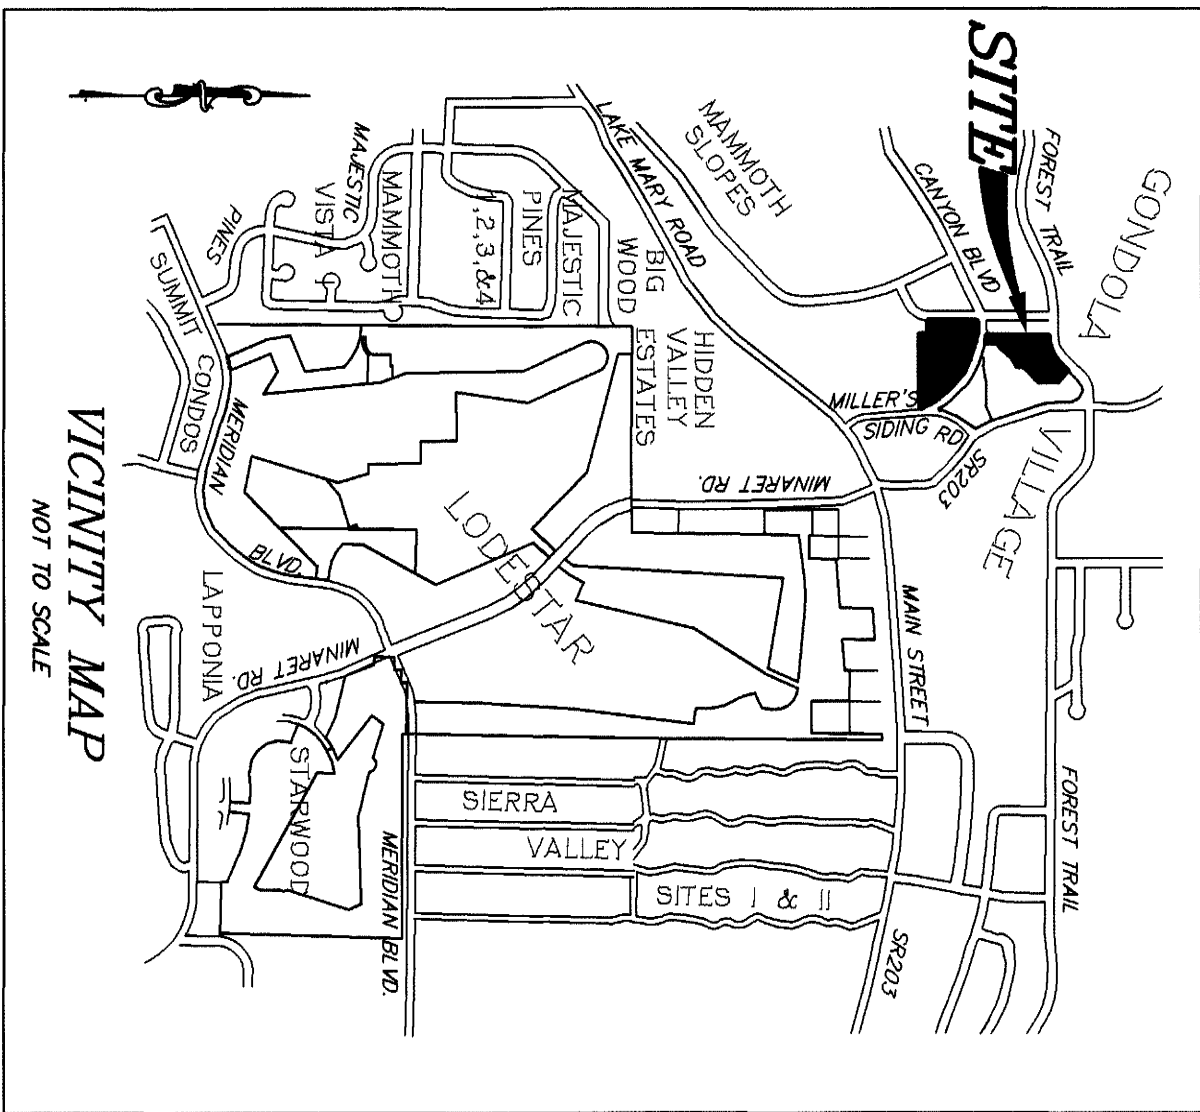 SITE
FOREST TRAIL
GONDOLA
VILLAGE
CANYON BLVD
MAMMOTH
SLOPES
LAKE MARY ROAD
MILLER'S
SIDING RD
SR203
MAJESTIC
PINES
MAMMOTH
VISTA I
MAJESTIC
PINES
1,2,3,&4
BIG
WOOD
HIDDEN
VALLEY
ESTATES
MINARET RD.
MAIN STREET
FOREST TRAIL
SUMMIT
CONDOS
MERIDIAN
BLVD.
LODESTAR
LAPPONIA
MINARET RD.
STARWOOD
SIERRA
VALLEY
SITES I & II
MERIDIAN BLVD.
SR203
VICINITY MAP
NOT TO SCALE